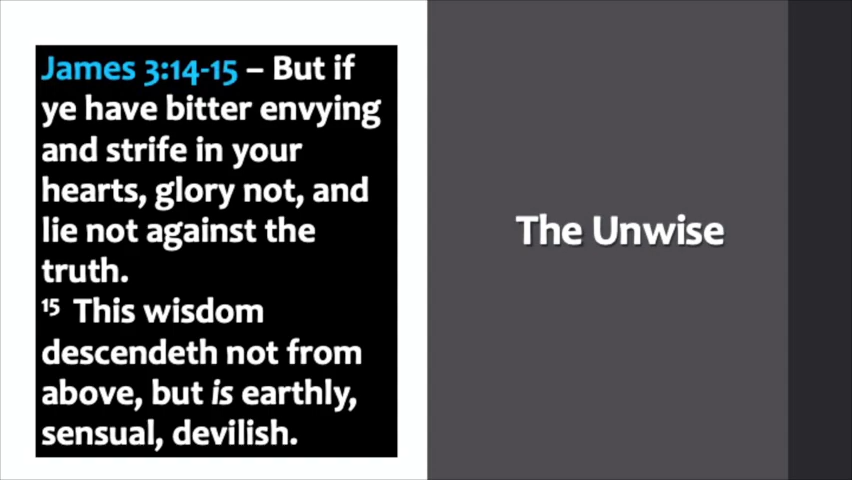 James 3:14-15 – But if
ye have bitter envying
and strife in your
hearts, glory not, and
lie not against the
truth.
15 This wisdom
descendeth not from
above, but is earthly,
sensual, devilish.
The Unwise